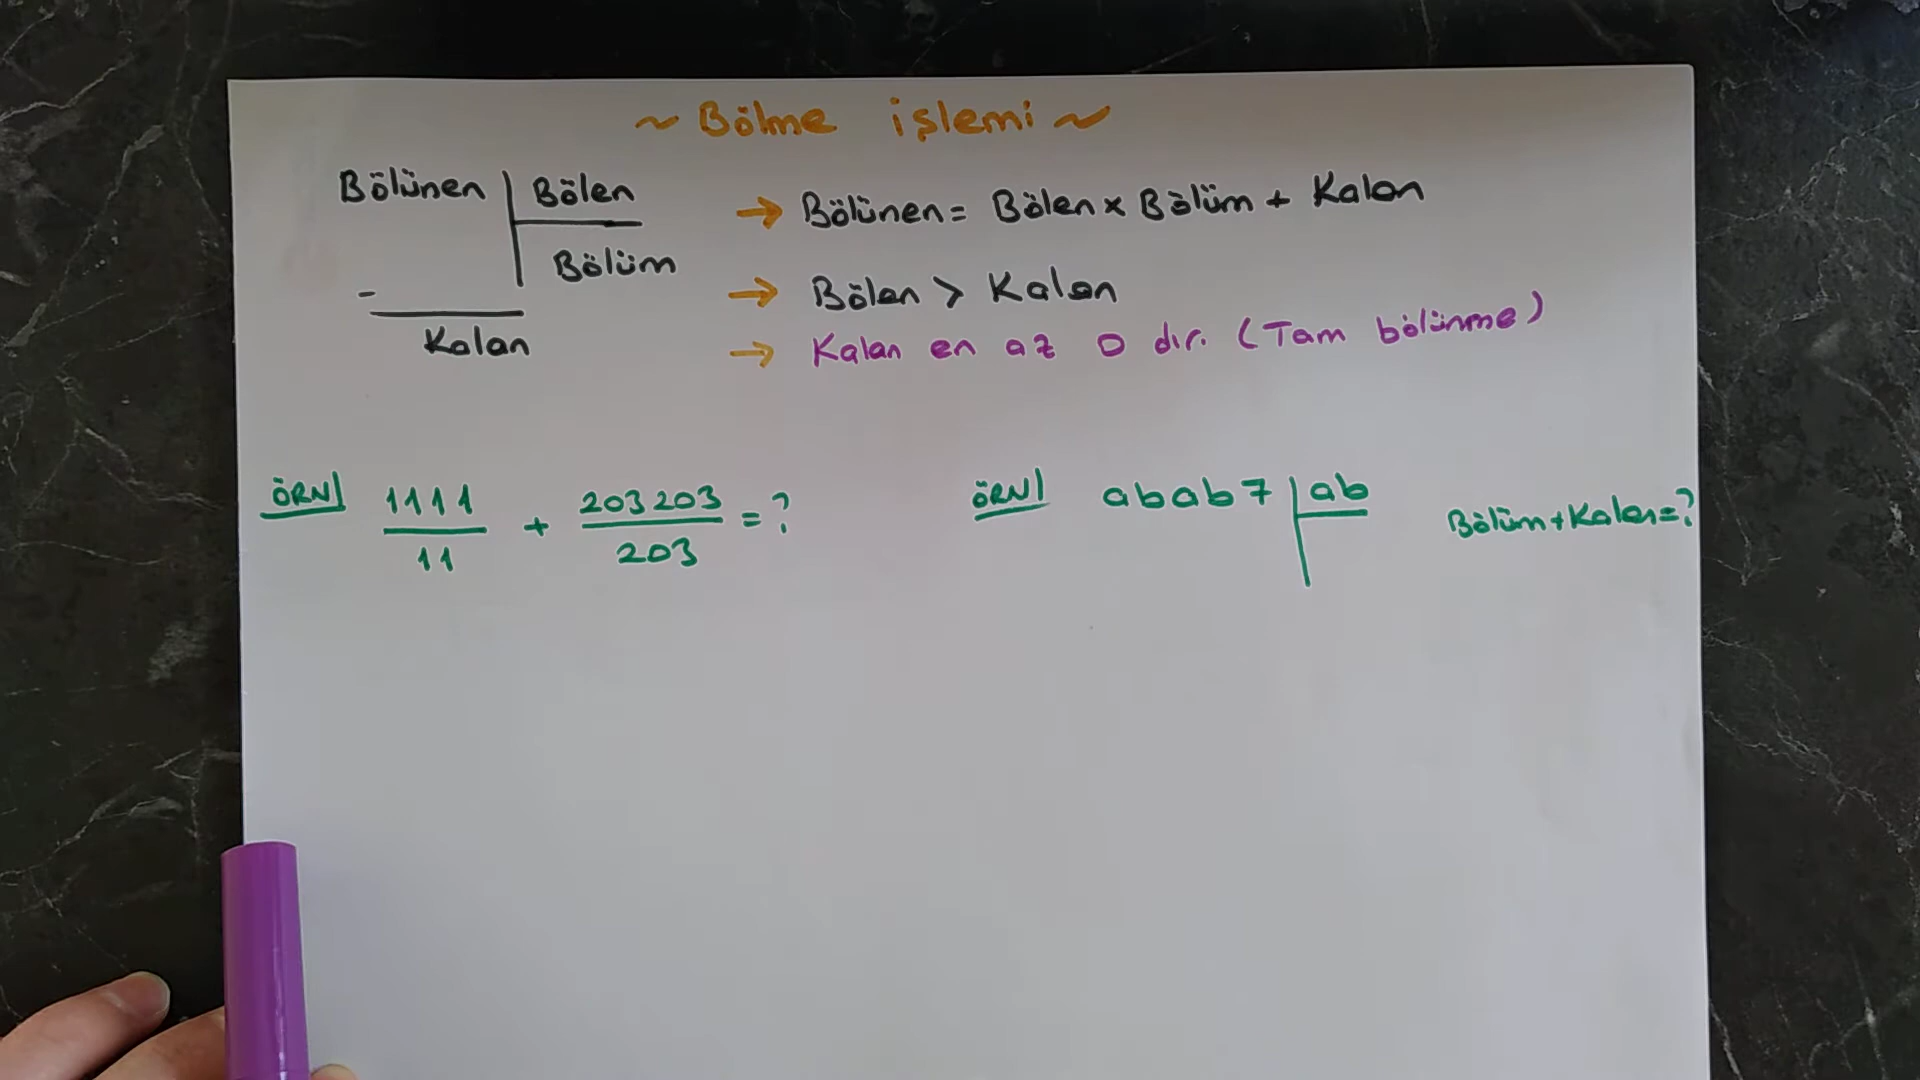 ~ Bölme işlemi ~
Bölünen | Bölen
Bölüm
-
Kalan
→ Bölünen = Bölen x Bölüm + Kalan
→ Bölen > Kalan
→ Kalan en az 0 dır. (Tam bölünme)
ÖRN| 1111/11 + 203203/203 = ?
ÖRN| abab7 | ab Bölüm+Kalan=?